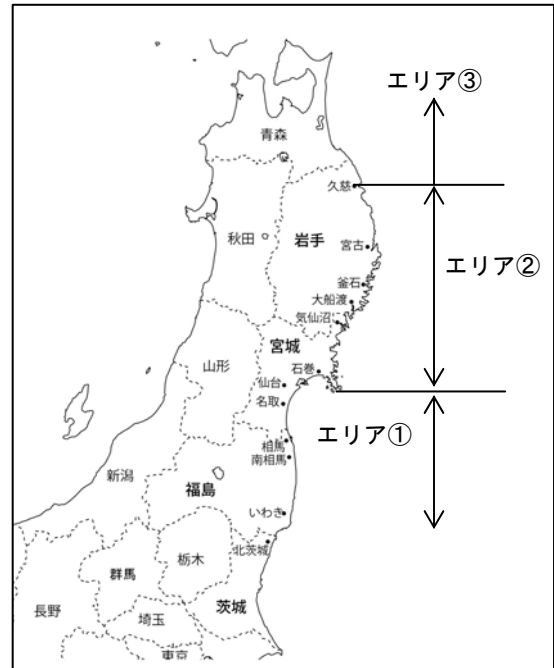 エリア③
青森
久慈
秋田
岩手
宮古
エリア②
釜石
大船渡
気仙沼
宮城
山形
石巻
仙台
名取
エリア①
相馬
南相馬
新潟
福島
いわき
栃木
北茨城
群馬
長野
埼玉
茨城
東京